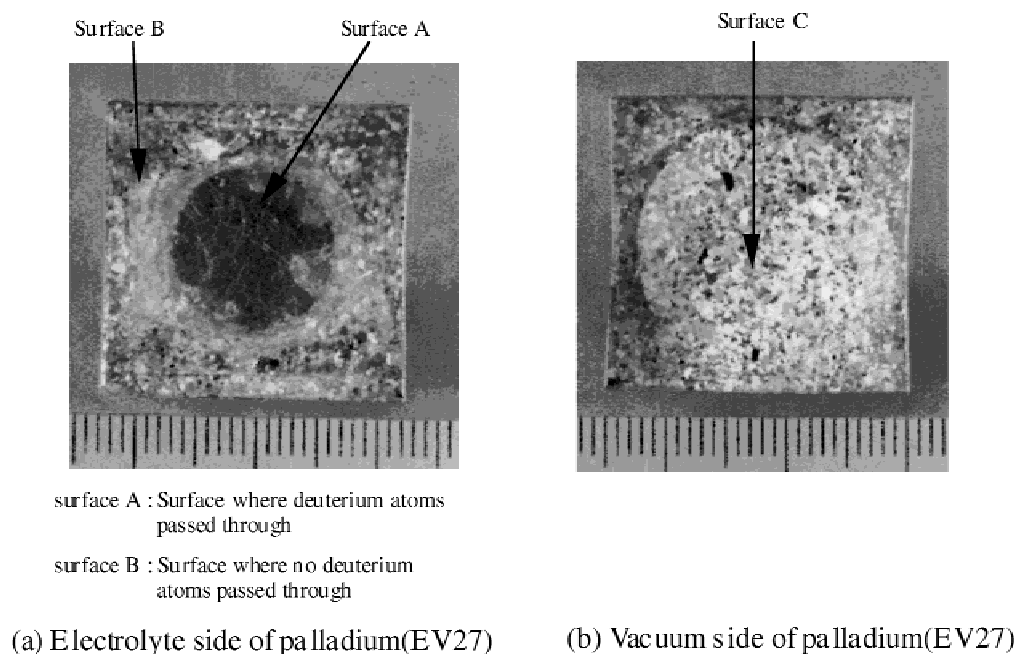 Surface B
Surface A
Surface C
surface A : Surface where deuterium atoms
passed through
surface B : Surface where no deuterium
atoms passed through
(a) Electrolyte side of palladium(EV27)
(b) Vacuum side of palladium(EV27)